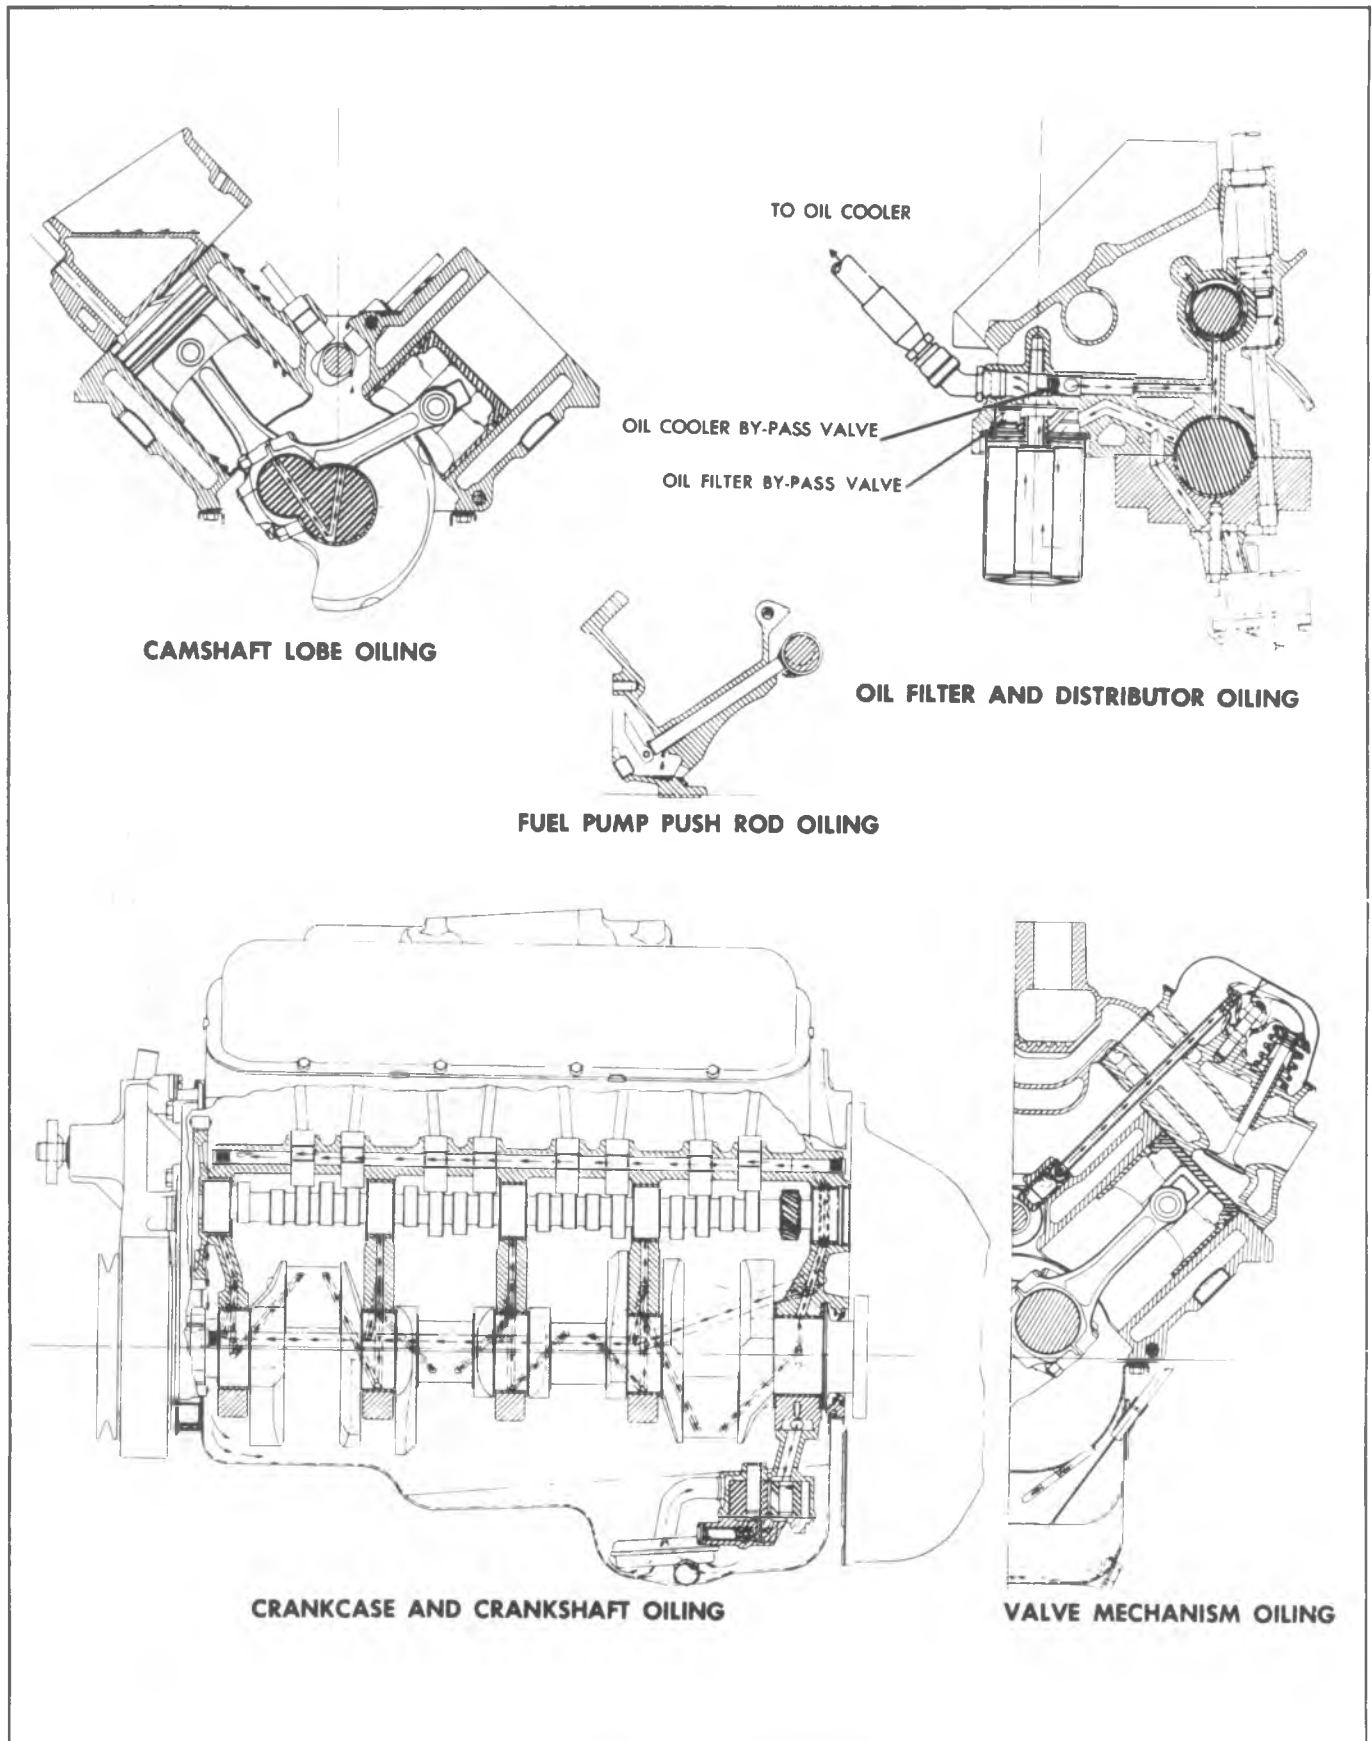 TO OIL COOLER
OIL COOLER BY-PASS VALVE
OIL FILTER BY-PASS VALVE
CAMSHAFT LOBE OILING
OIL FILTER AND DISTRIBUTOR OILING
FUEL PUMP PUSH ROD OILING
CRANKCASE AND CRANKSHAFT OILING
VALVE MECHANISM OILING